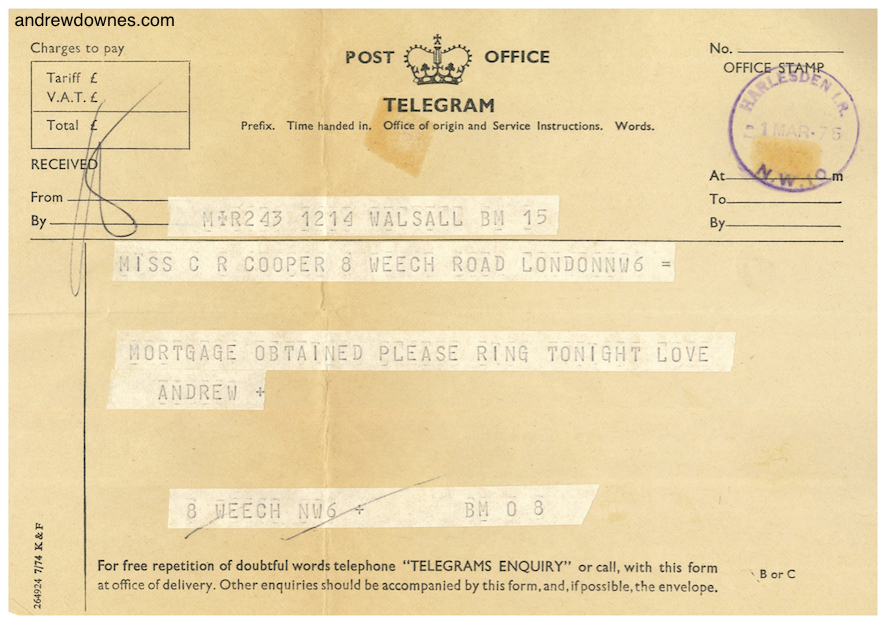 andrewdownes.com
Charges to pay
Tariff £
V.A.T. £
Total £
RECEIVED
From
By
POST OFFICE
TELEGRAM
Prefix. Time handed in. Office of origin and Service Instructions. Words.
No.
OFFICE STAMP
HARLESDEN I.R.
1 MAR-75
N.W.10
At m
To
By
M+R243 1214 WALSALL BM 15
MISS C R COOPER 8 WEECH ROAD LONDONNW6 =
MORTGAGE OBTAINED PLEASE RING TONIGHT LOVE
ANDREW +
8 WEECH NW6 + BM O 8
For free repetition of doubtful words telephone "TELEGRAMS ENQUIRY" or call, with this form
at office of delivery. Other enquiries should be accompanied by this form, and, if possible, the envelope.
B or C
264924 7/74 K & F